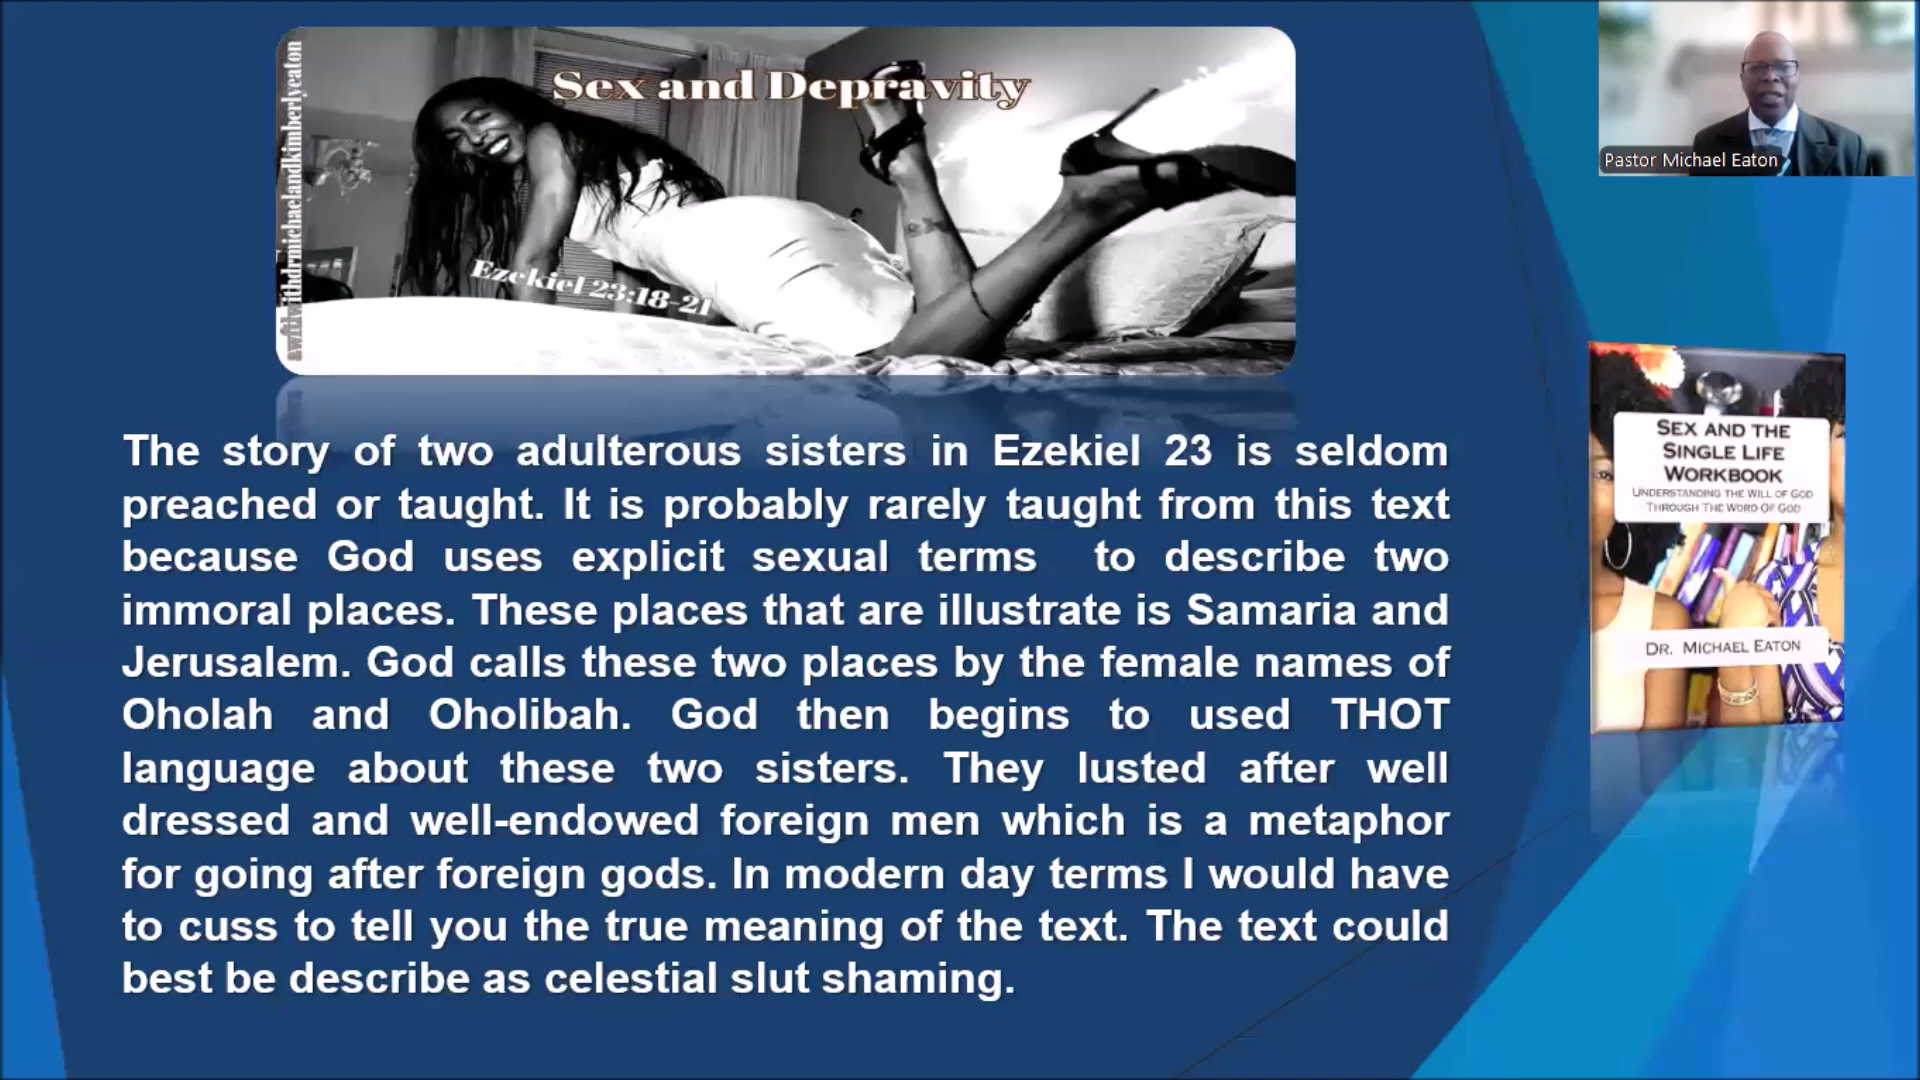 Sex and Depravity
Ezekiel 23:18-21
Pastor Michael Eaton
The story of two adulterous sisters in Ezekiel 23 is seldom
preached or taught. It is probably rarely taught from this text
because God uses explicit sexual terms to describe two
immoral places. These places that are illustrate is Samaria and
Jerusalem. God calls these two places by the female names of
Oholah and Oholibah. God then begins to used THOT
language about these two sisters. They lusted after well
dressed and well-endowed foreign men which is a metaphor
for going after foreign gods. In modern day terms I would have
to cuss to tell you the true meaning of the text. The text could
best be describe as celestial slut shaming.
Sex and the
Single Life
Workbook
Understanding the Will of God
Through the Word of God
Dr. Michael Eaton